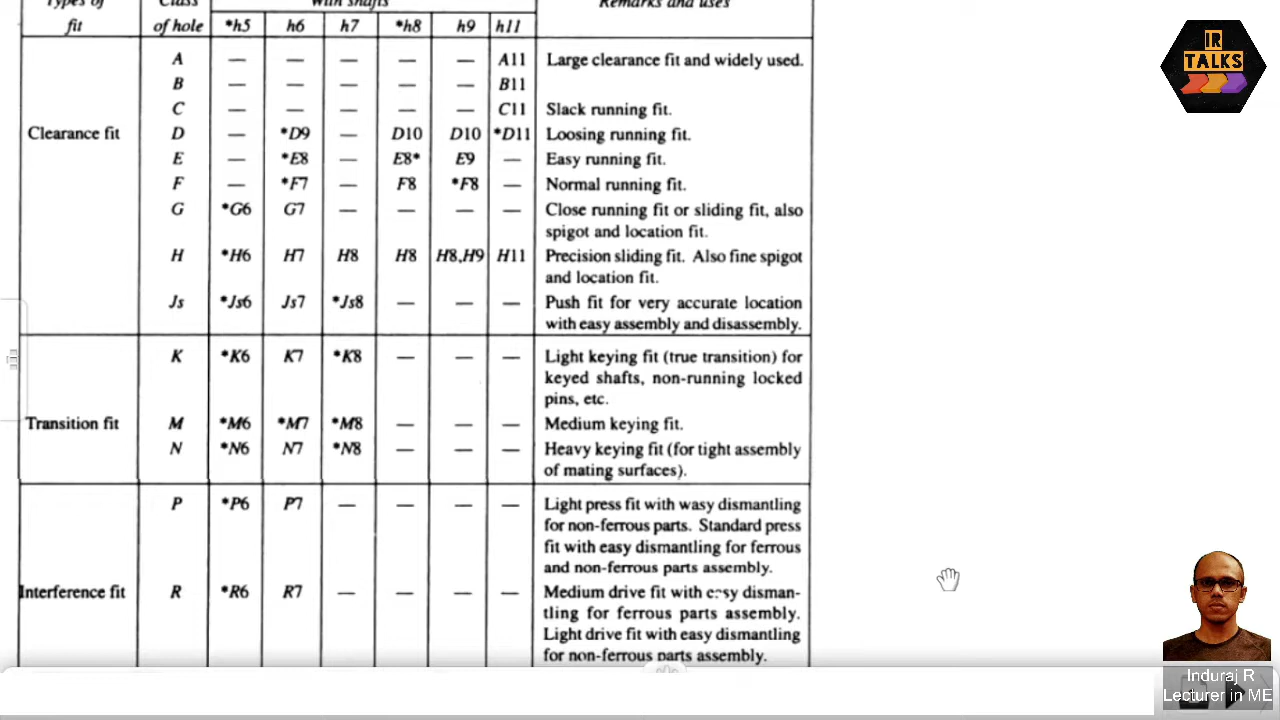 Types of Class With shafts Remarks and uses
fit of hole *h5 h6 h7 *h8 h9 h11
A — — — — — A11 Large clearance fit and widely used.
B — — — — — B11
C — — — — — C11 Slack running fit.
Clearance fit D — *D9 — D10 D10 *D11 Loosing running fit.
E — *E8 — E8* E9 — Easy running fit.
F — *F7 — F8 *F8 — Normal running fit.
G *G6 G7 — — — — Close running fit or sliding fit, also
spigot and location fit.
H *H6 H7 H8 H8 H8,H9 H11 Precision sliding fit. Also fine spigot
and location fit.
Js *Js6 Js7 *Js8 — — — Push fit for very accurate location
with easy assembly and disassembly.
K *K6 K7 *K8 — — — Light keying fit (true transition) for
keyed shafts, non-running locked
pins, etc.
Transition fit M *M6 *M7 *M8 — — — Medium keying fit.
N *N6 N7 *N8 — — — Heavy keying fit (for tight assembly
of mating surfaces).
P *P6 P7 — — — — Light press fit with wasy dismantling
for non-ferrous parts. Standard press
fit with easy dismantling for ferrous
and non-ferrous parts assembly.
Interference fit R *R6 R7 — — — — Medium drive fit with easy disman-
tling for ferrous parts assembly.
Light drive fit with easy dismantling
for non-ferrous parts assembly.
IR
TALKS
Induraj R
Lecturer in ME